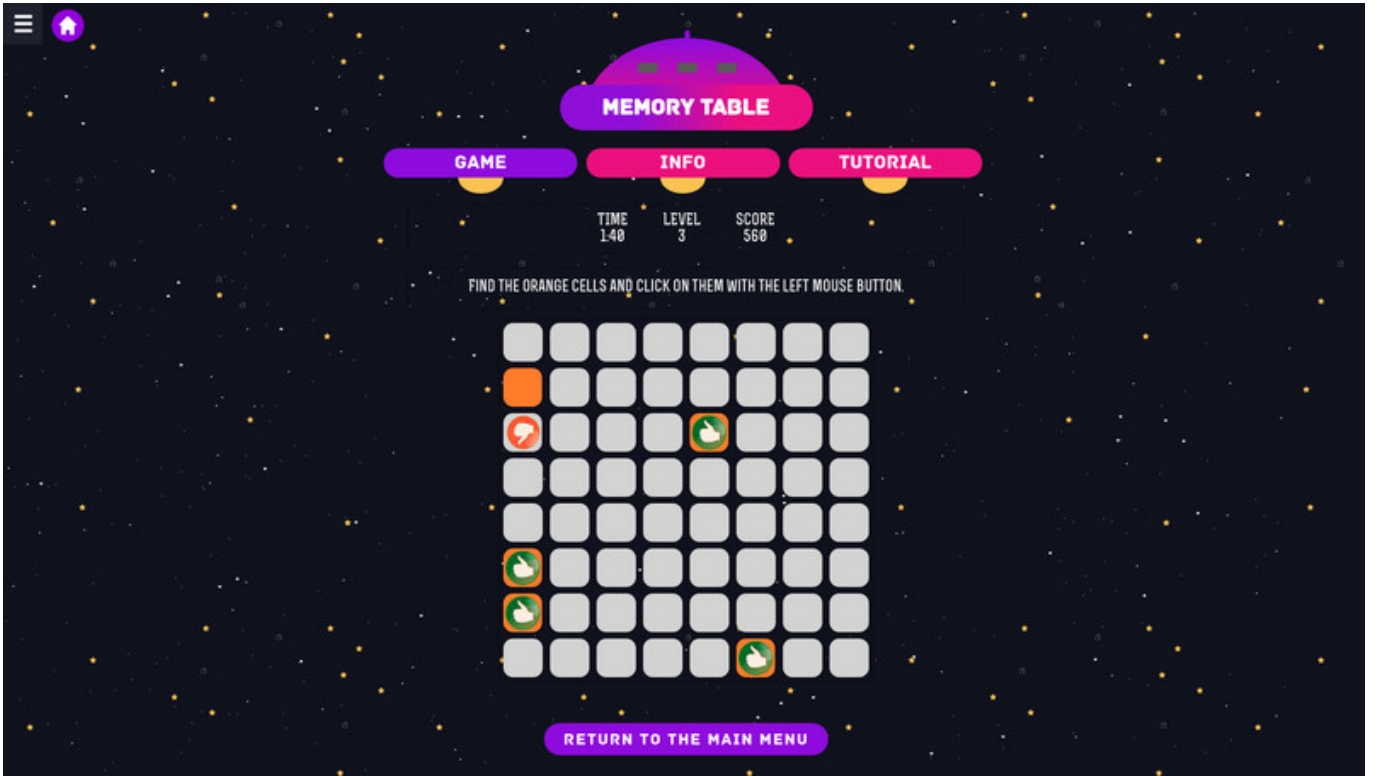 MEMORY TABLE
GAME INFO TUTORIAL
TIME LEVEL SCORE
1:40 3 560
FIND THE ORANGE CELLS AND CLICK ON THEM WITH THE LEFT MOUSE BUTTON.
RETURN TO THE MAIN MENU